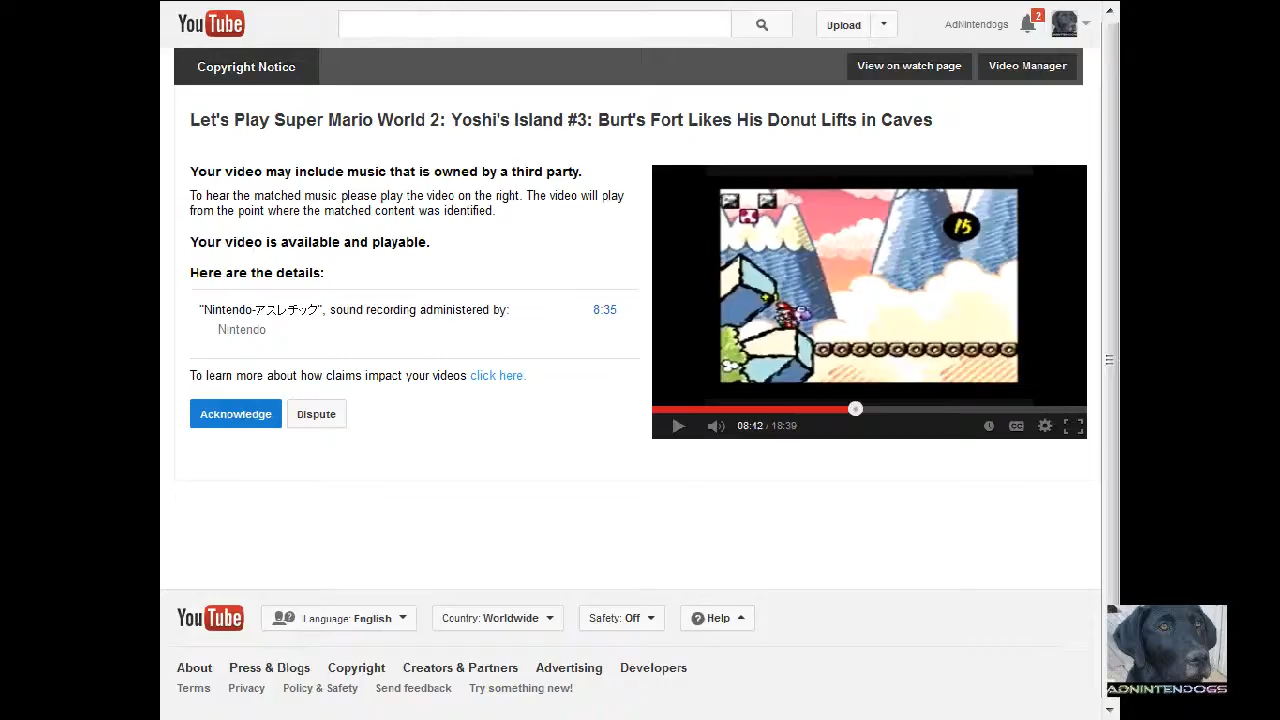 YouTube
Upload
AdNintendogs
2
Copyright Notice
View on watch page
Video Manager
Let's Play Super Mario World 2: Yoshi's Island #3: Burt's Fort Likes His Donut Lifts in Caves
Your video may include music that is owned by a third party.
To hear the matched music please play the video on the right. The video will play
from the point where the matched content was identified.
Your video is available and playable.
Here are the details:
"Nintendo-アスレチック", sound recording administered by:
8:35
Nintendo
To learn more about how claims impact your videos click here.
Acknowledge
Dispute
15
08:42 / 18:39
CC
YouTube
Language: English
Country: Worldwide
Safety: Off
Help
About
Press & Blogs
Copyright
Creators & Partners
Advertising
Developers
Terms
Privacy
Policy & Safety
Send feedback
Try something new!
ADNINTENDOGS